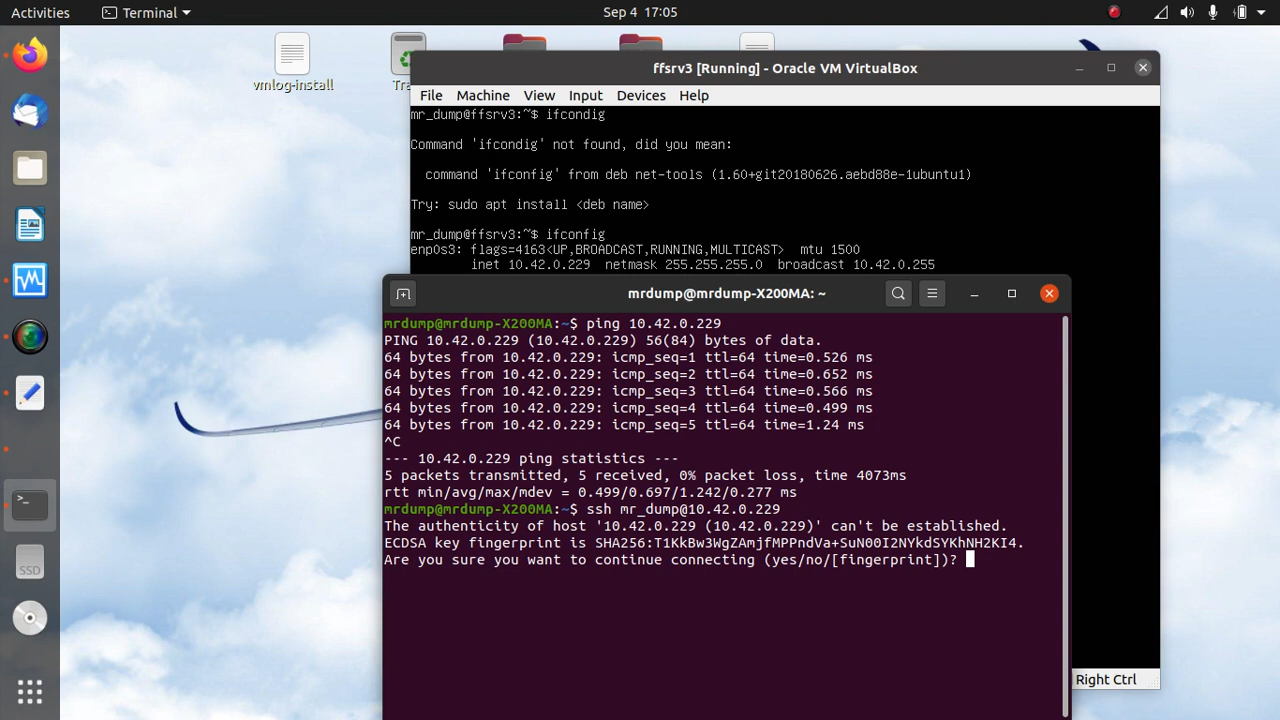 Activities
Terminal
Sep 4 17:05
vmlog-install
Tra
ffsrv3 [Running] - Oracle VM VirtualBox
File Machine View Input Devices Help
mr_dump@ffsrv3:~$ ifcondig
Command 'ifcondig' not found, did you mean:
command 'ifconfig' from deb net-tools (1.60+git20180626.aebd88e-1ubuntu1)
Try: sudo apt install <deb name>
mr_dump@ffsrv3:~$ ifconfig
enp0s3: flags=4163<UP,BROADCAST,RUNNING,MULTICAST> mtu 1500
inet 10.42.0.229 netmask 255.255.255.0 broadcast 10.42.0.255
mrdump@mrdump-X200MA: ~
mrdump@mrdump-X200MA:~$ ping 10.42.0.229
PING 10.42.0.229 (10.42.0.229) 56(84) bytes of data.
64 bytes from 10.42.0.229: icmp_seq=1 ttl=64 time=0.526 ms
64 bytes from 10.42.0.229: icmp_seq=2 ttl=64 time=0.652 ms
64 bytes from 10.42.0.229: icmp_seq=3 ttl=64 time=0.566 ms
64 bytes from 10.42.0.229: icmp_seq=4 ttl=64 time=0.499 ms
64 bytes from 10.42.0.229: icmp_seq=5 ttl=64 time=1.24 ms
^C
--- 10.42.0.229 ping statistics ---
5 packets transmitted, 5 received, 0% packet loss, time 4073ms
rtt min/avg/max/mdev = 0.499/0.697/1.242/0.277 ms
mrdump@mrdump-X200MA:~$ ssh mr_dump@10.42.0.229
The authenticity of host '10.42.0.229 (10.42.0.229)' can't be established.
ECDSA key fingerprint is SHA256:T1KkBw3WgZAmjfMPPndVa+SuN00I2NYkdSYKhNH2KI4.
Are you sure you want to continue connecting (yes/no/[fingerprint])?
SSD
Right Ctrl